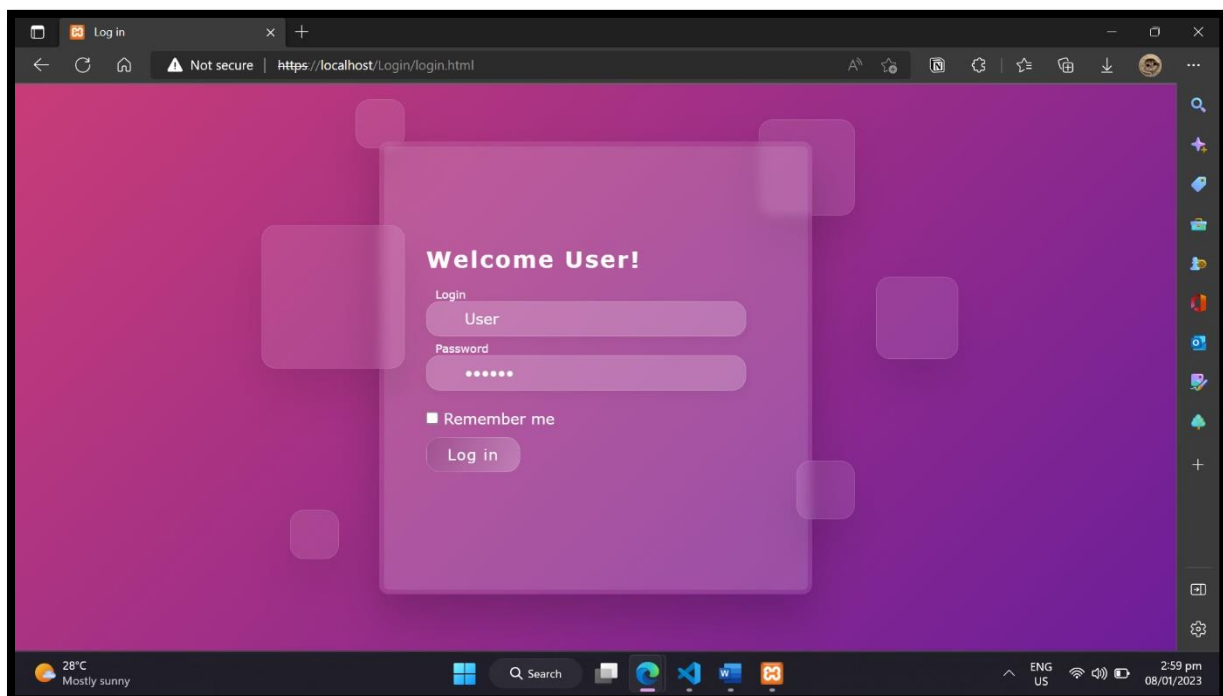 Log in
Not secure | https://localhost/Login/login.html
Welcome User!
Login
User
Password
••••••
Remember me
Log in
28°C
Mostly sunny
Search
ENG
US
2:59 pm
08/01/2023